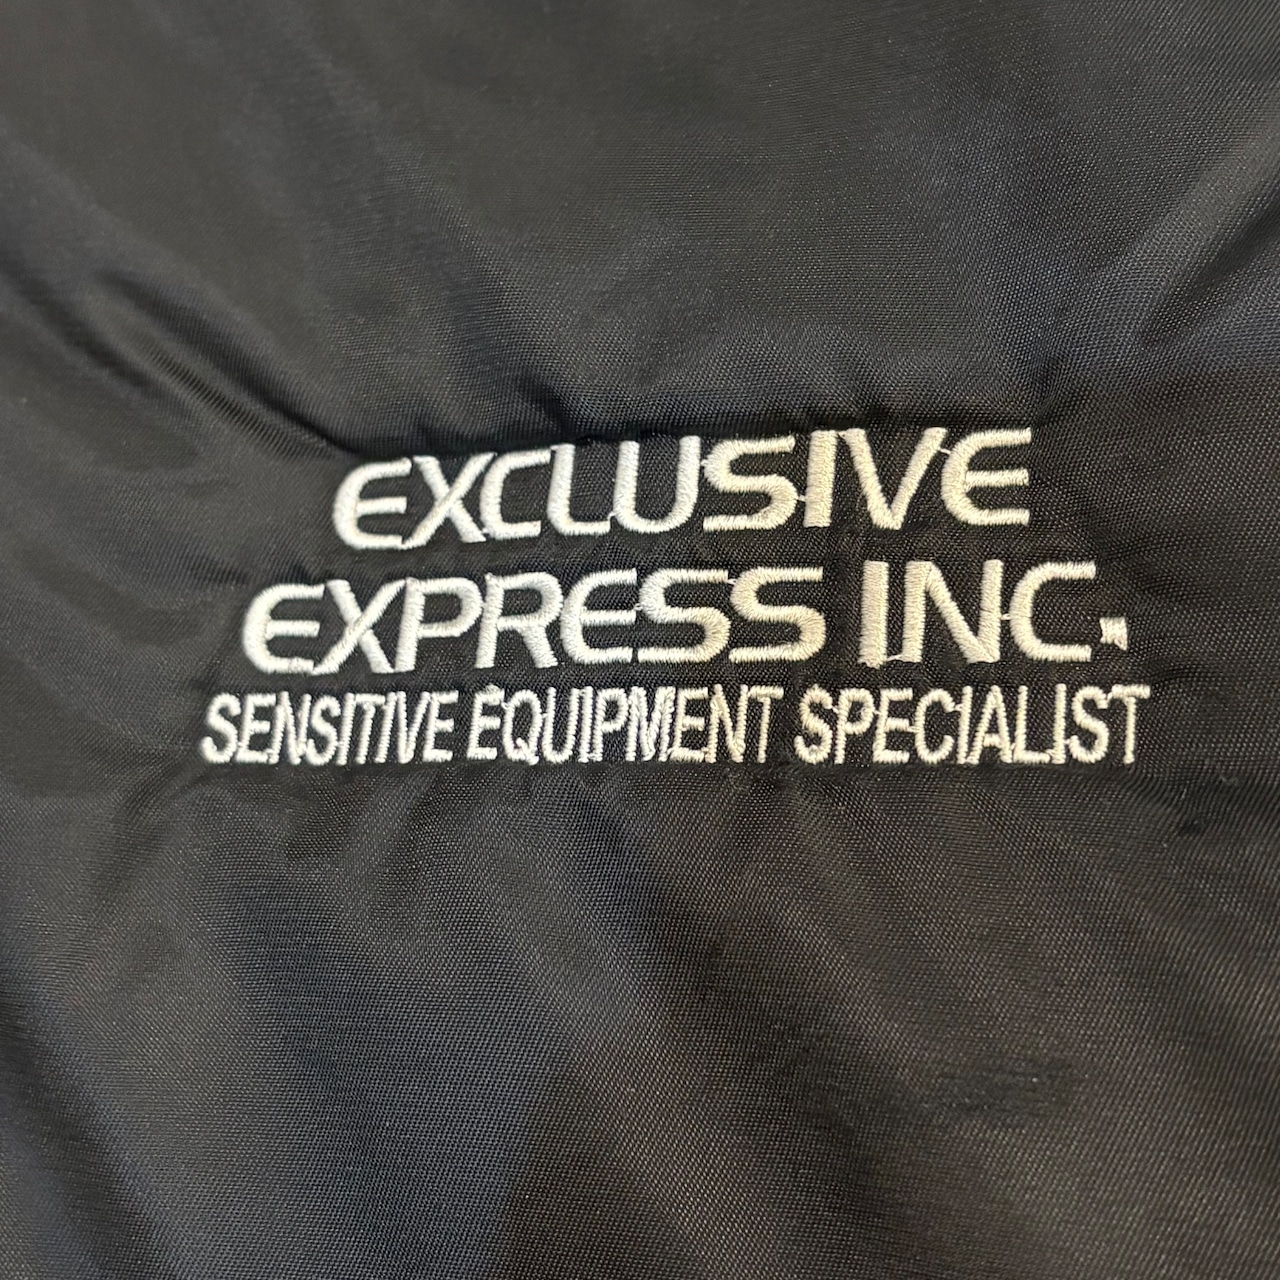 EXCLUSIVE
EXPRESS INC.
SENSITIVE EQUIPMENT SPECIALIST